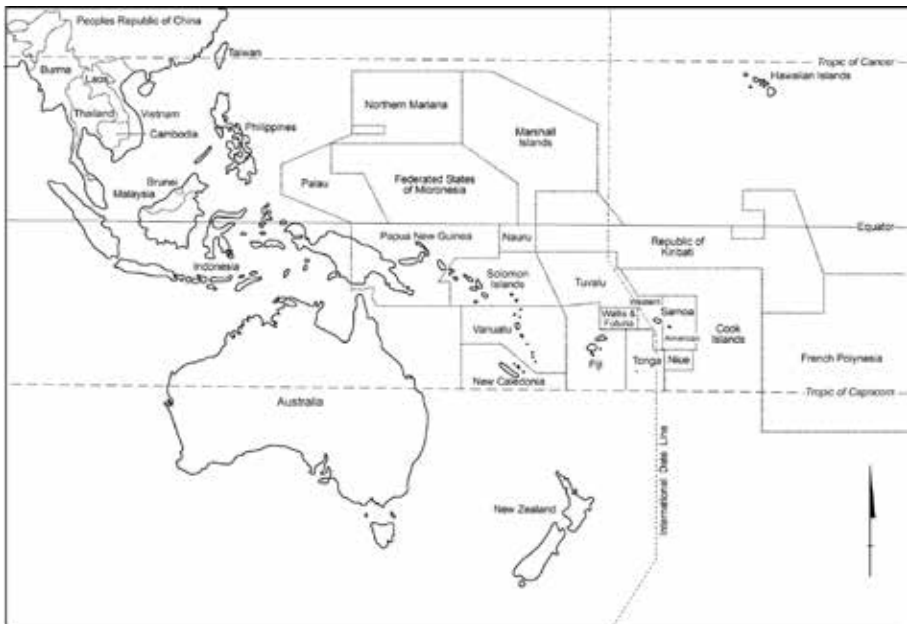 Peoples Republic of China
Taiwan
Tropic of Cancer
Burma
Laos
Hawaiian Islands
Thailand
Vietnam
Northern Mariana
Cambodia
Philippines
Marshall
Islands
Palau
Federated States
of Micronesia
Brunei
Malaysia
Equator
Papua New Guinea
Nauru
Republic of
Kiribati
Indonesia
Solomon
Islands
Tuvalu
Western
Samoa
Wallis &
Futuna
American
Cook
Islands
Vanuatu
Fiji
Tonga
Niue
French Polynesia
New Caledonia
Tropic of Capricorn
Australia
International Date Line
New Zealand